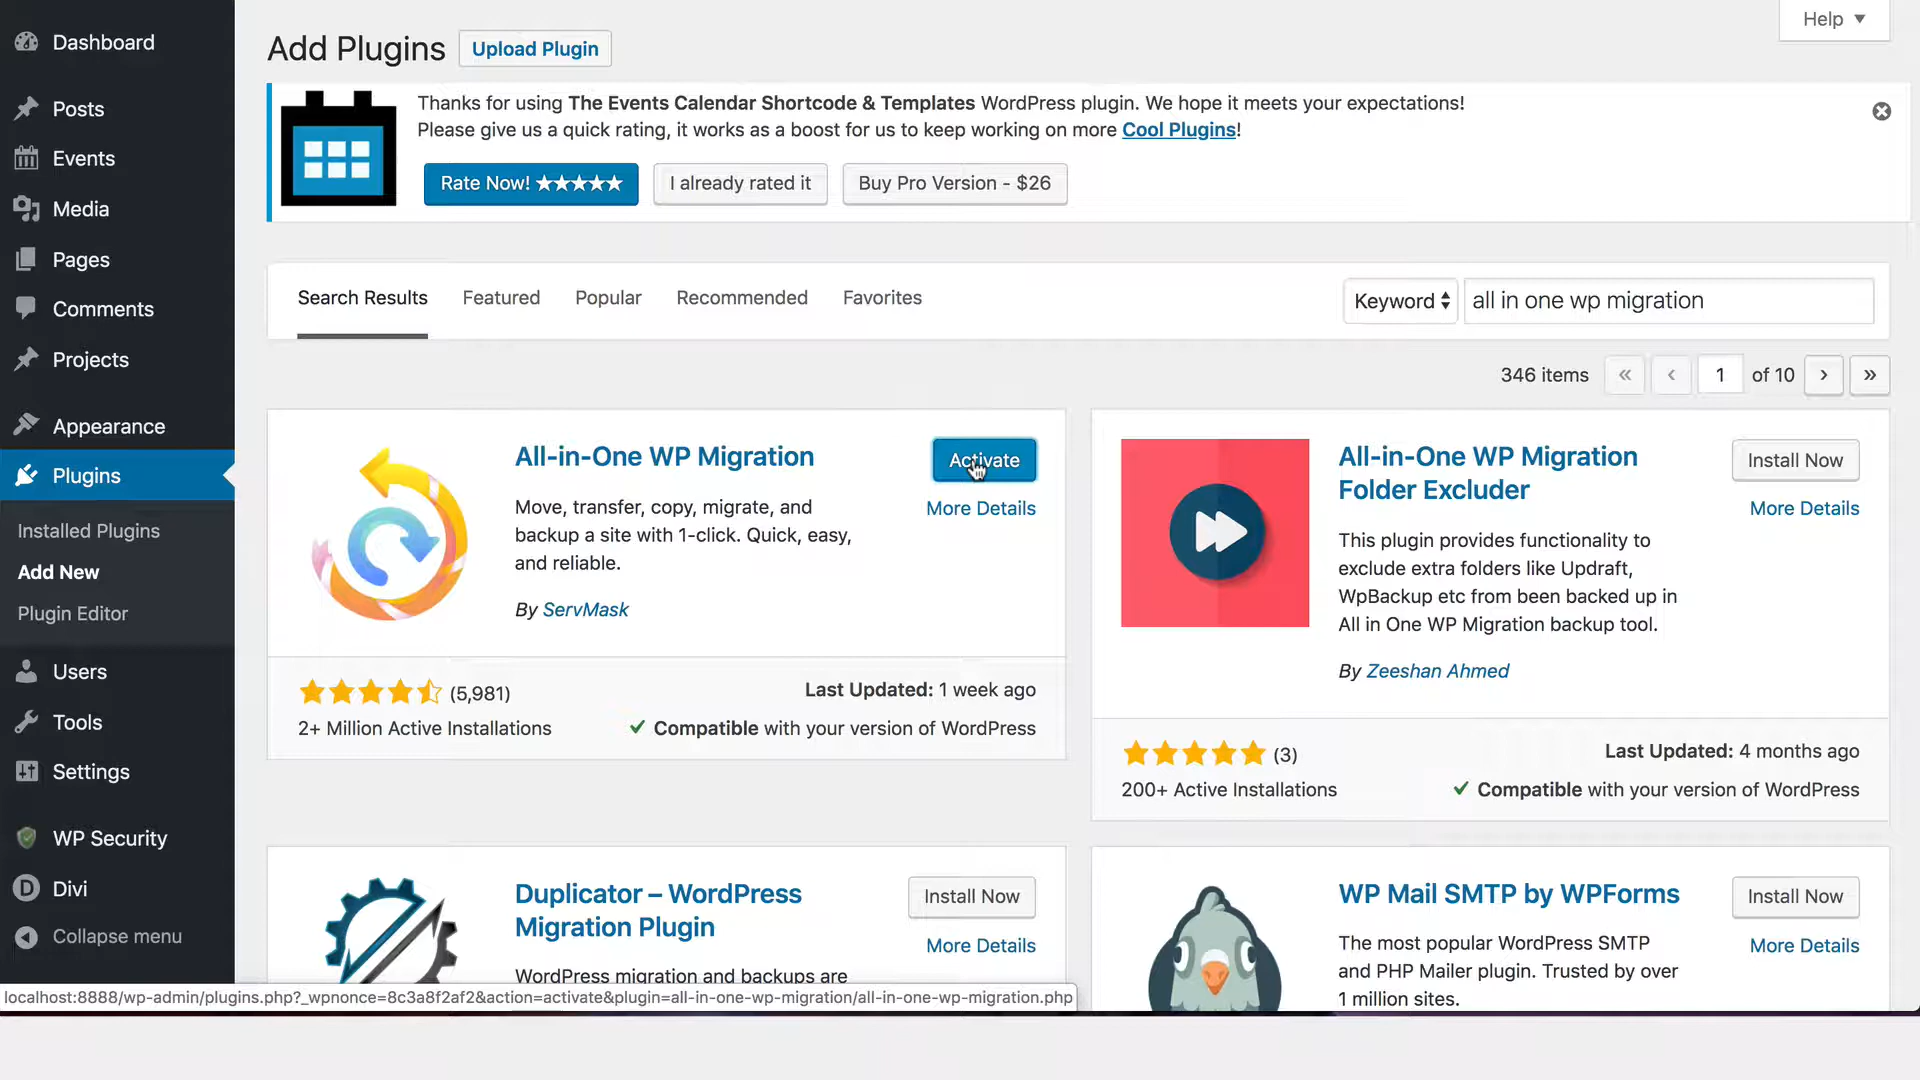 Dashboard
Posts
Events
Media
Pages
Comments
Projects
Appearance
Plugins
Installed Plugins
Add New
Plugin Editor
Users
Tools
Settings
WP Security
D Divi
Collapse menu
Help ▼
Add Plugins Upload Plugin
Thanks for using The Events Calendar Shortcode & Templates WordPress plugin. We hope it meets your expectations!
Please give us a quick rating, it works as a boost for us to keep working on more Cool Plugins!
Rate Now! ★★★★★ I already rated it Buy Pro Version - $26
Search Results Featured Popular Recommended Favorites Keyword all in one wp migration
346 items « ‹ 1 of 10 › »
All-in-One WP Migration
Activate
More Details
Move, transfer, copy, migrate, and
backup a site with 1-click. Quick, easy,
and reliable.
By ServMask
(5,981)
Last Updated: 1 week ago
2+ Million Active Installations
✓ Compatible with your version of WordPress
All-in-One WP Migration
Folder Excluder
Install Now
More Details
This plugin provides functionality to
exclude extra folders like Updraft,
WpBackup etc from been backed up in
All in One WP Migration backup tool.
By Zeeshan Ahmed
(3)
Last Updated: 4 months ago
200+ Active Installations
✓ Compatible with your version of WordPress
Duplicator – WordPress
Migration Plugin
Install Now
More Details
WordPress migration and backups are
WP Mail SMTP by WPForms
Install Now
More Details
The most popular WordPress SMTP
and PHP Mailer plugin. Trusted by over
1 million sites.
localhost:8888/wp-admin/plugins.php?_wpnonce=8c3a8f2af2&action=activate&plugin=all-in-one-wp-migration/all-in-one-wp-migration.php